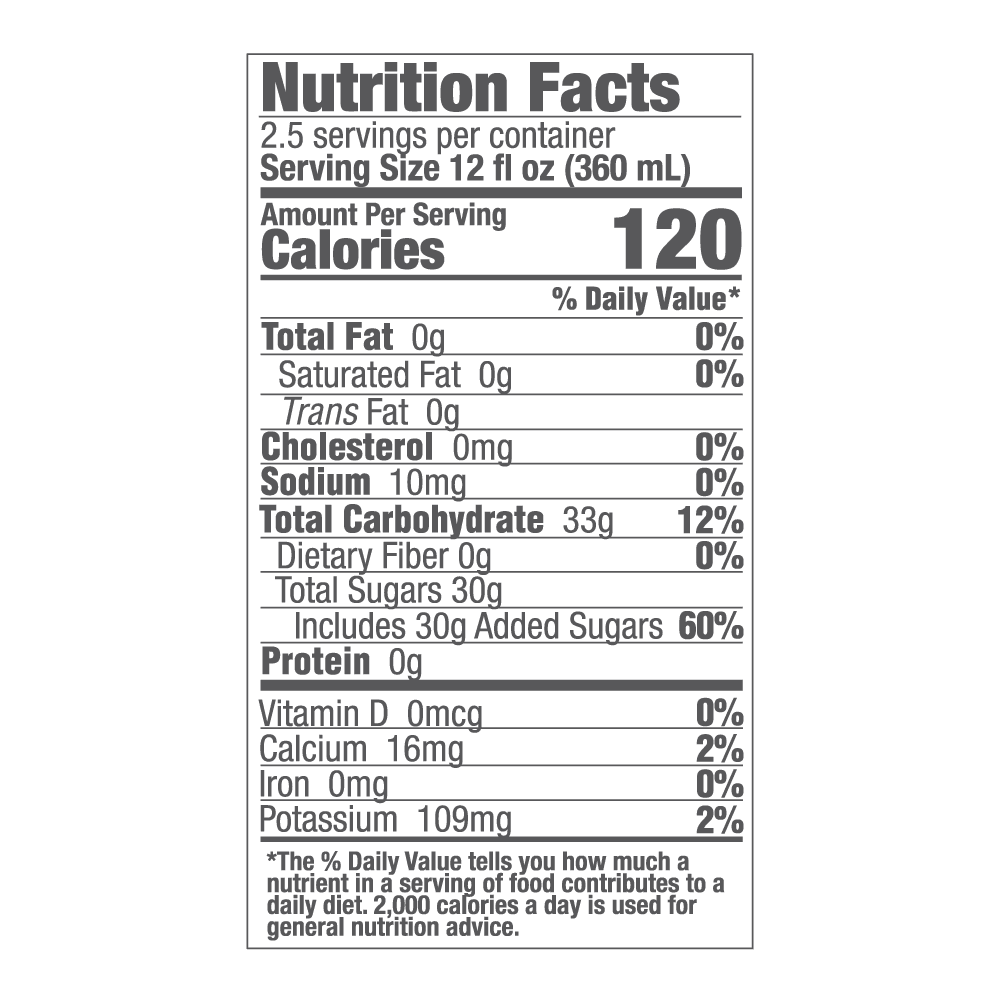 Nutrition Facts
2.5 servings per container
Serving Size 12 fl oz (360 mL)
Amount Per Serving
Calories 120
% Daily Value*
Total Fat 0g 0%
Saturated Fat 0g 0%
Trans Fat 0g
Cholesterol 0mg 0%
Sodium 10mg 0%
Total Carbohydrate 33g 12%
Dietary Fiber 0g 0%
Total Sugars 30g
Includes 30g Added Sugars 60%
Protein 0g
Vitamin D 0mcg 0%
Calcium 16mg 2%
Iron 0mg 0%
Potassium 109mg 2%
*The % Daily Value tells you how much a
nutrient in a serving of food contributes to a
daily diet. 2,000 calories a day is used for
general nutrition advice.